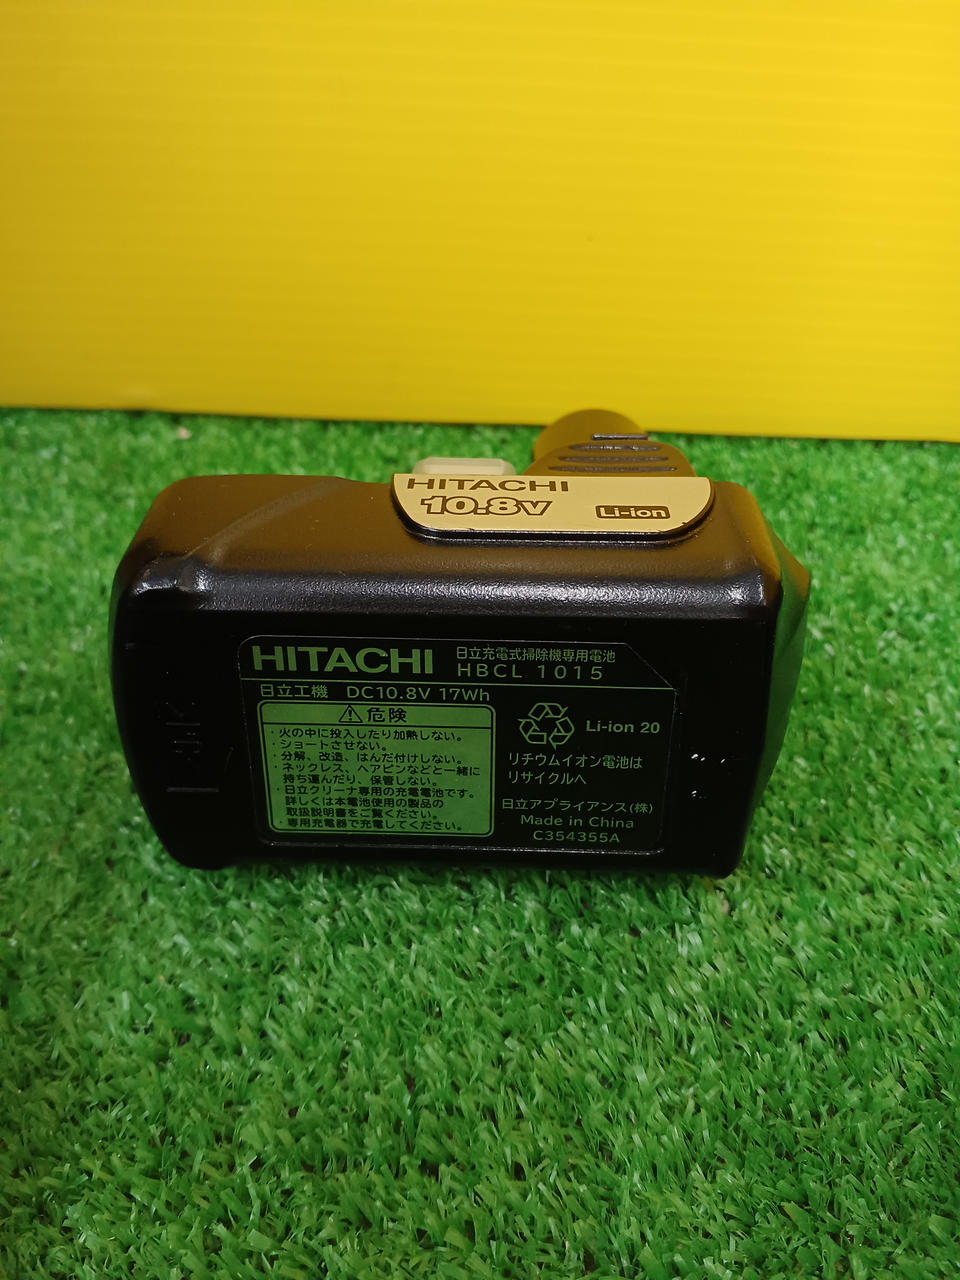 HITACHI
10.8V
Li-ion
HITACHI
日立充電式掃除機専用電池
HBCL 1015
日立工機 DC10.8V 17Wh
危険
・火の中に投入したり加熱しない。
・ショートさせない。
・分解、改造、はんだ付けしない。
・ネックレス、ヘアピンなどと一緒に
持ち運んだり、保管しない。
・日立クリーナ専用の充電電池です。
詳しくは本電池使用の製品の
取扱説明書をご覧ください。
・専用充電器で充電してください。
Li-ion 20
リチウムイオン電池は
リサイクルへ
日立アプライアンス(株)
Made in China
C354355A